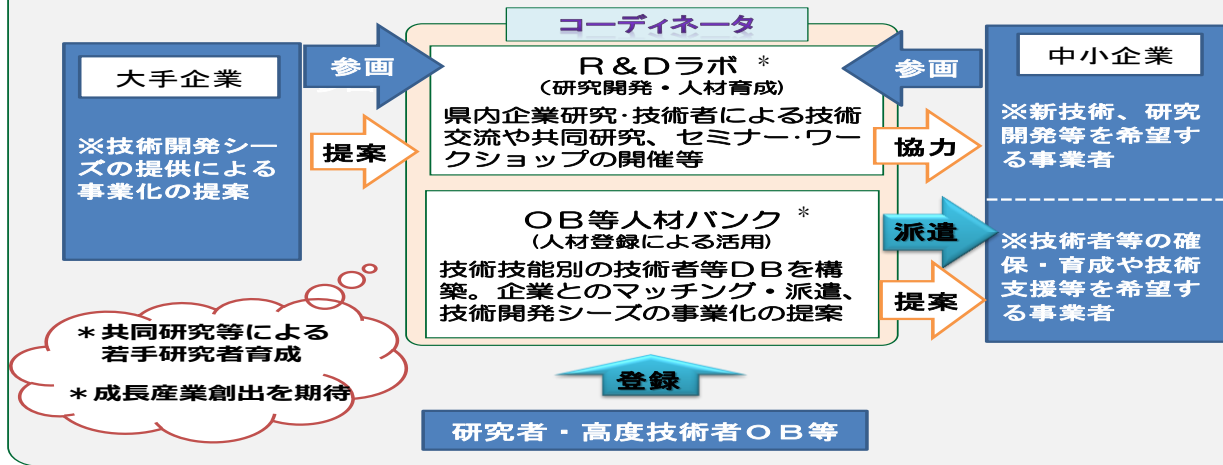 コーディネータ
大手企業
※技術開発シー
ズの提供による
事業化の提案
参画
提案
R&Dラボ *
(研究開発・人材育成)
県内企業研究・技術者による技術
交流や共同研究、セミナー・ワー
クショップの開催等
参画
協力
中小企業
※新技術、研究
開発等を希望す
る事業者
OB等人材バンク *
(人材登録による活用)
技術技能別の技術者等DBを構
築。企業とのマッチング・派遣、
技術開発シーズの事業化の提案
派遣
提案
※技術者等の確
保・育成や技術
支援等を希望す
る事業者
*共同研究等による
若手研究者育成
*成長産業創出を期待
登録
研究者・高度技術者OB等